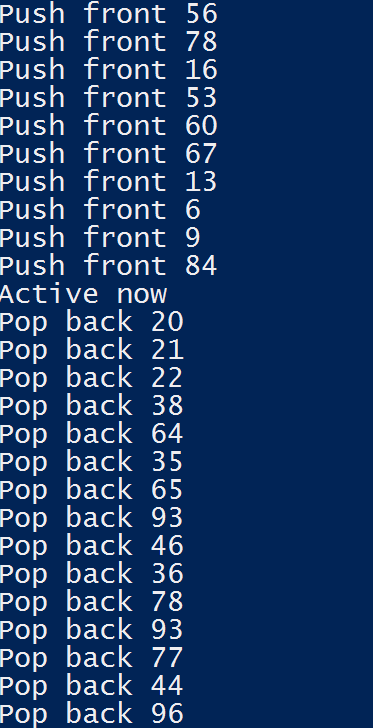 Push front 56
Push front 78
Push front 16
Push front 53
Push front 60
Push front 67
Push front 13
Push front 6
Push front 9
Push front 84
Active now
Pop back 20
Pop back 21
Pop back 22
Pop back 38
Pop back 64
Pop back 35
Pop back 65
Pop back 93
Pop back 46
Pop back 36
Pop back 78
Pop back 93
Pop back 77
Pop back 44
Pop back 96